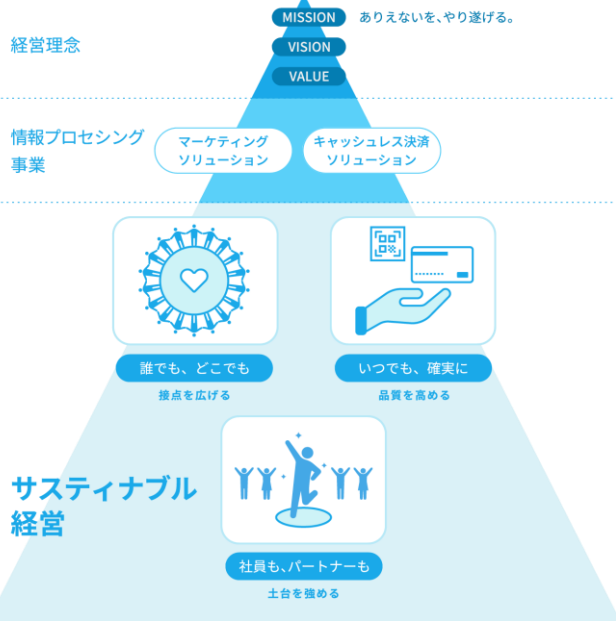 MISSION
ありえないを、やり遂げる。
経営理念
VISION
VALUE
情報プロセシング
事業
マーケティング
ソリューション
キャッシュレス決済
ソリューション
誰でも、どこでも
接点を広げる
いつでも、確実に
品質を高める
サスティナブル
経営
社員も、パートナーも
土台を強める